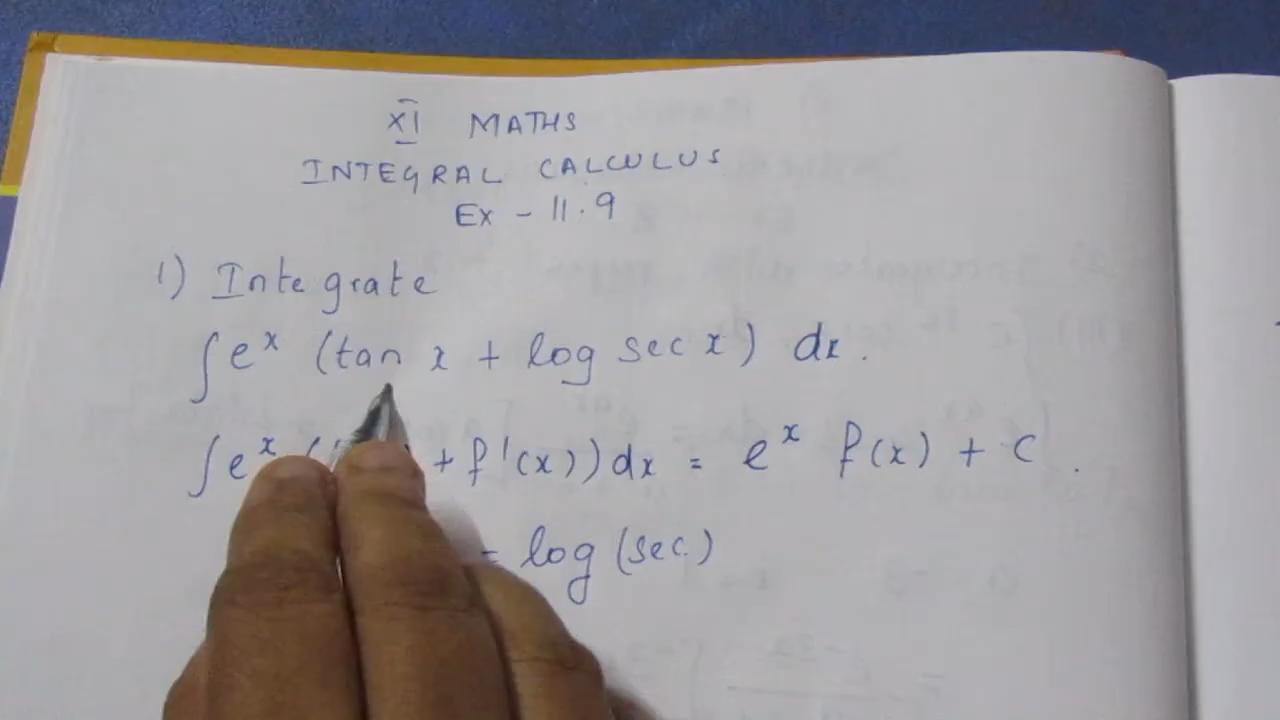 XI MATHS
INTEGRAL CALCULUS
Ex - 11.9
1) Integrate
∫e^x (tan x + log sec x) dx.
∫e^x ( + f'(x)) dx = e^x f(x) + C.
= log (sec)